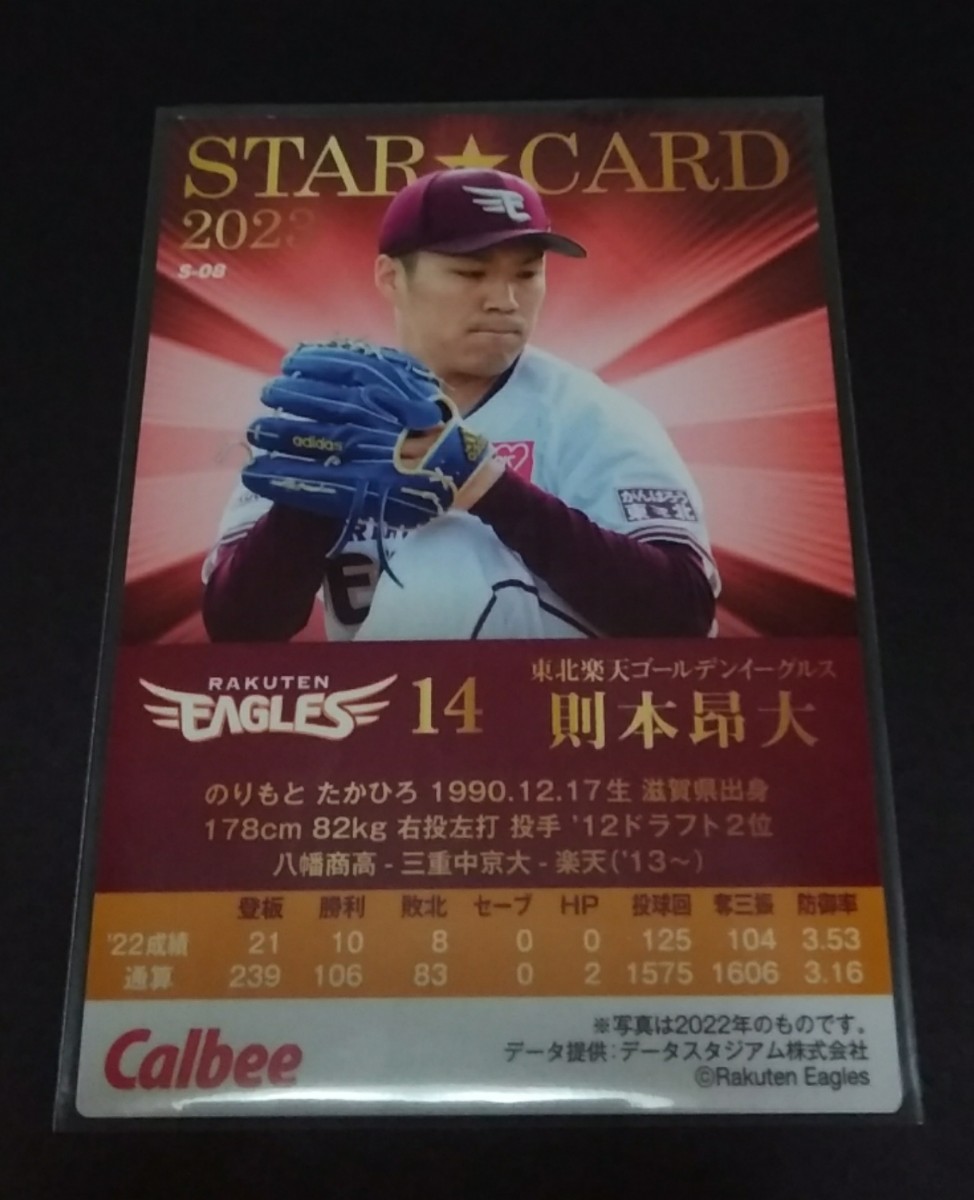 STAR★CARD
2023
S-08
adidas
がんばろう
東北
RAKUTEN
EAGLES
14
東北楽天ゴールデンイーグルス
則本昂大
のりもと たかひろ 1990.12.17生 滋賀県出身
178cm 82kg 右投左打 投手 '12ドラフト2位
八幡商高 - 三重中京大 - 楽天('13～)
登板 勝利 敗北 セーブ HP 投球回 奪三振 防御率
'22成績 21 10 8 0 0 125 104 3.53
通算 239 106 83 0 2 1575 1606 3.16
Calbee
※写真は2022年のものです。
データ提供：データスタジアム株式会社
©Rakuten Eagles